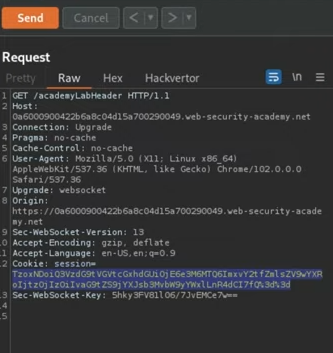 Send Cancel < > 
Request
Pretty Raw Hex Hackvertor \n
1 GET /academyLabHeader HTTP/1.1
2 Host:
0a6000900422b6a8c04d15a700290049.web-security-academy.net
3 Connection: Upgrade
4 Pragma: no-cache
5 Cache-Control: no-cache
6 User-Agent: Mozilla/5.0 (X11; Linux x86_64)
AppleWebKit/537.36 (KHTML, like Gecko) Chrome/102.0.0.0
Safari/537.36
7 Upgrade: websocket
8 Origin:
https://0a6000900422b6a8c04d15a700290049.web-security-acade
my.net
9 Sec-WebSocket-Version: 13
10 Accept-Encoding: gzip, deflate
11 Accept-Language: en-US,en;q=0.9
12 Cookie: session=
13 Sec-WebSocket-Key:
14
15